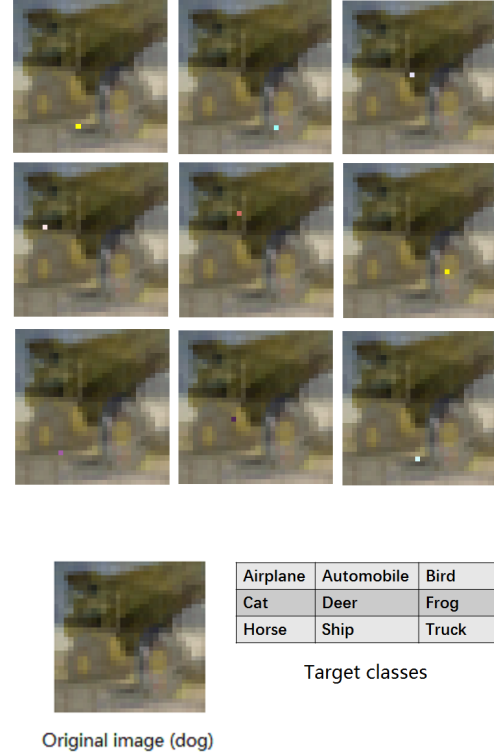 Airplane Automobile Bird
Cat Deer Frog
Horse Ship Truck
Target classes
Original image (dog)